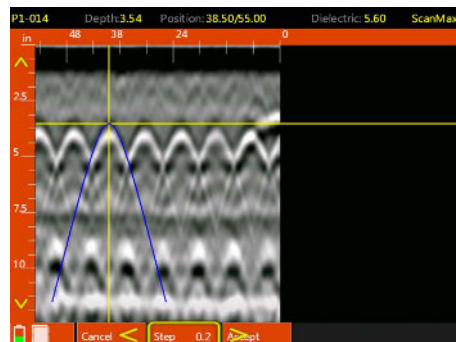 P1-014 Depth:3.54 Position:38.50/55.00 Dielectric: 5.60 ScanMax
in 48 38 24 0
2.5
5
7.5
10
Cancel < Step 0.2 > Accept